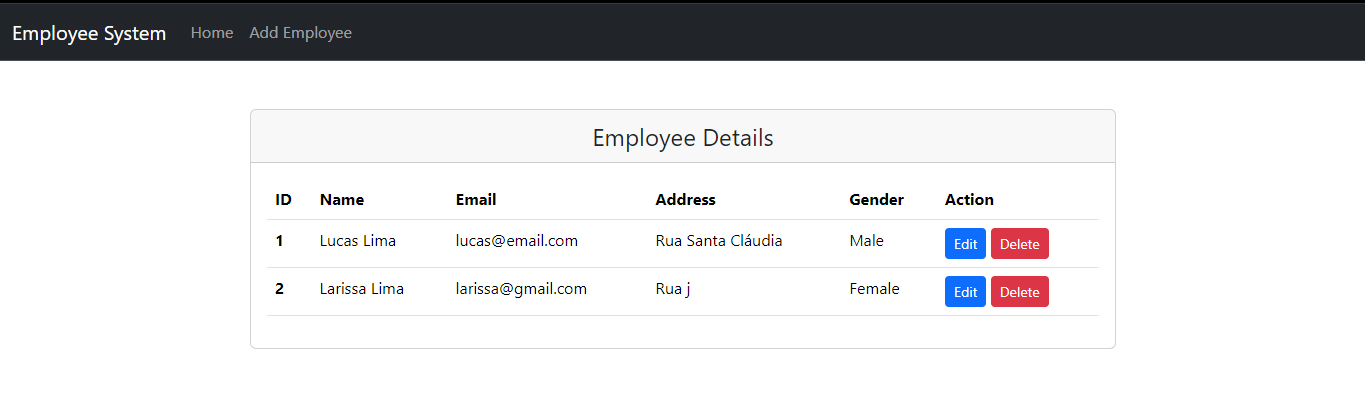 Employee System Home Add Employee
Employee Details
ID Name Email Address Gender Action
1 Lucas Lima lucas@email.com Rua Santa Cláudia Male Edit Delete
2 Larissa Lima larissa@gmail.com Rua j Female Edit Delete